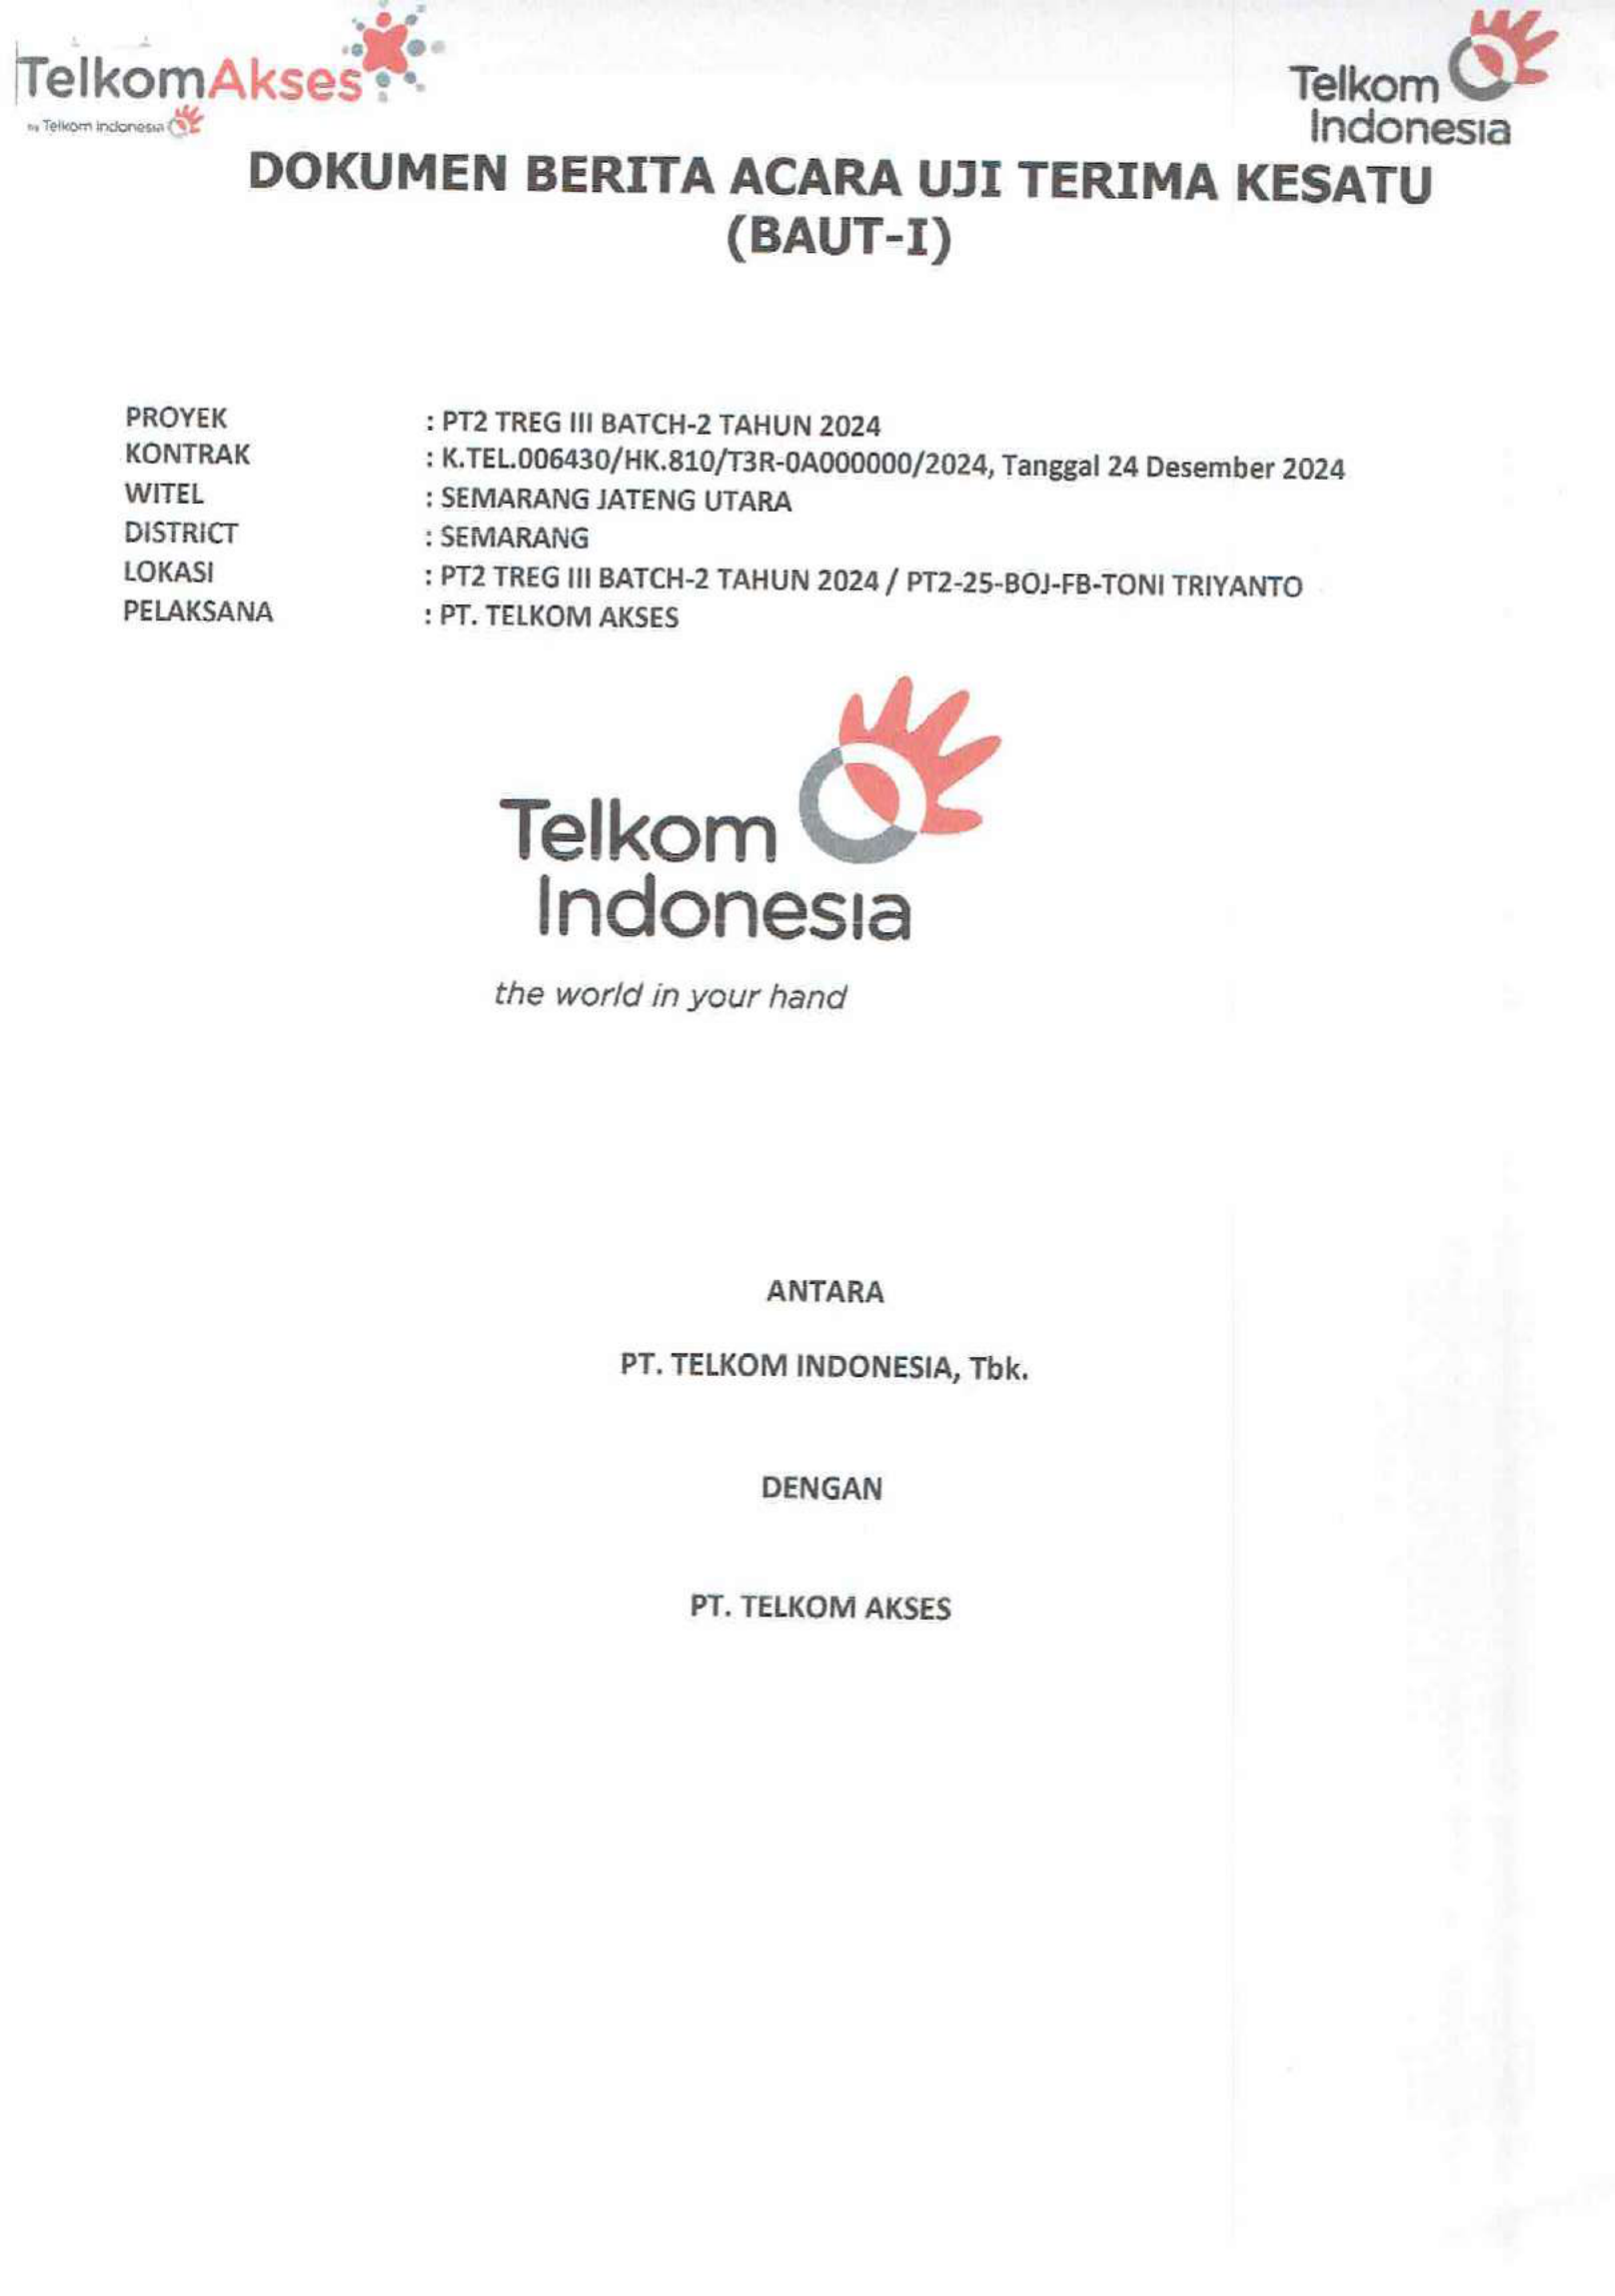 TelkomAkses
by Telkom Indonesia
Telkom
Indonesia
DOKUMEN BERITA ACARA UJI TERIMA KESATU
(BAUT-I)
PROYEK : PT2 TREG III BATCH-2 TAHUN 2024
KONTRAK : K.TEL.006430/HK.810/T3R-0A000000/2024, Tanggal 24 Desember 2024
WITEL : SEMARANG JATENG UTARA
DISTRICT : SEMARANG
LOKASI : PT2 TREG III BATCH-2 TAHUN 2024 / PT2-25-BOJ-FB-TONI TRIYANTO
PELAKSANA : PT. TELKOM AKSES
Telkom
Indonesia
the world in your hand
ANTARA
PT. TELKOM INDONESIA, Tbk.
DENGAN
PT. TELKOM AKSES